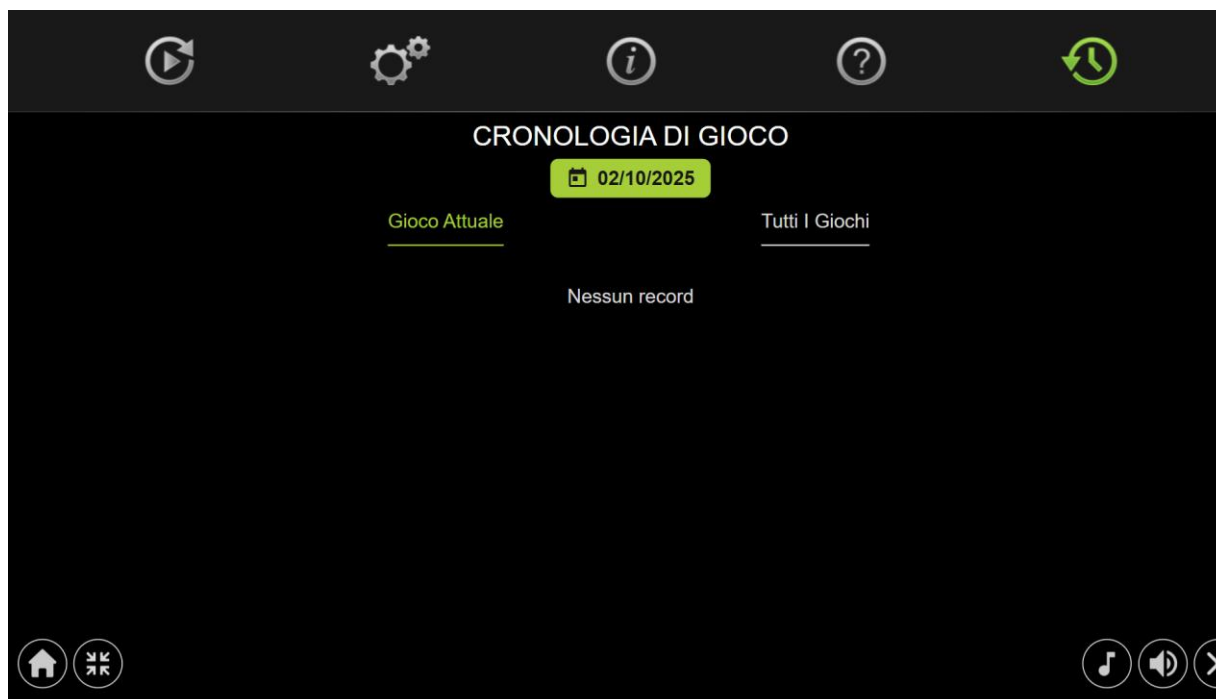 CRONOLOGIA DI GIOCO
02/10/2025
Gioco Attuale
Tutti I Giochi
Nessun record